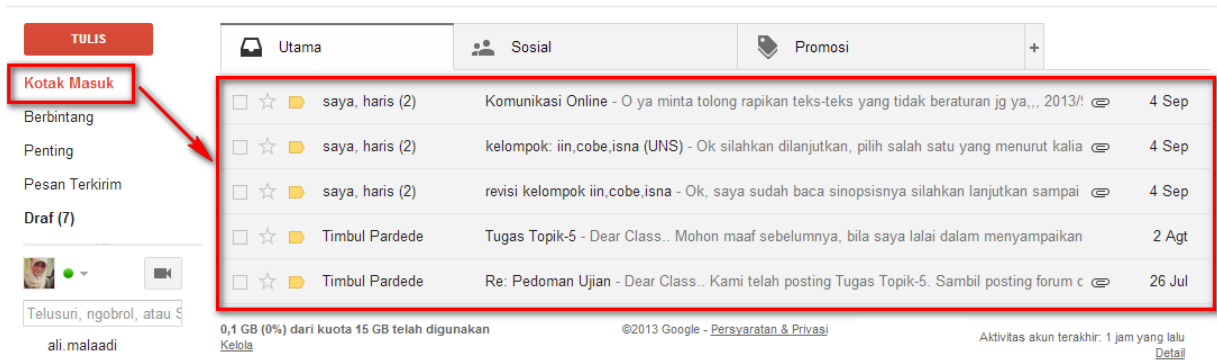 TULIS
Utama
Sosial
Promosi
+
Kotak Masuk
Berbintang
Penting
Pesan Terkirim
Draf (7)
saya, haris (2) Komunikasi Online - O ya minta tolong rapikan teks-teks yang tidak beraturan jg ya,,, 2013/ 4 Sep
saya, haris (2) kelompok: iin,cobe,isna (UNS) - Ok silahkan dilanjutkan, pilih salah satu yang menurut kalia 4 Sep
saya, haris (2) revisi kelompok iin,cobe,isna - Ok, saya sudah baca sinopsisnya silahkan lanjutkan sampai 4 Sep
Timbul Pardede Tugas Topik-5 - Dear Class.. Mohon maaf sebelumnya, bila saya lalai dalam menyampaikan 2 Agt
Timbul Pardede Re: Pedoman Ujian - Dear Class.. Kami telah posting Tugas Topik-5. Sambil posting forum 26 Jul
Telusuri, ngobrol, atau S
ali.malaadi
0,1 GB (0%) dari kuota 15 GB telah digunakan
Kelola
©2013 Google - Persyaratan & Privasi
Aktivitas akun terakhir: 1 jam yang lalu
Detail